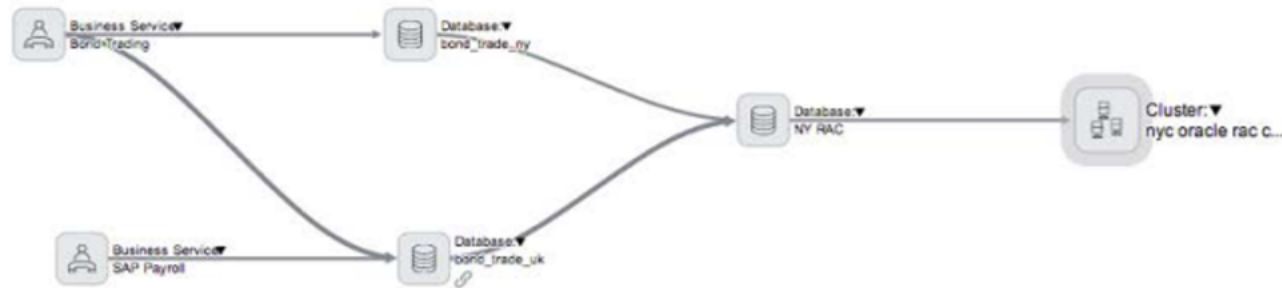 Business Service:▼
Bond Trading
Database:▼
bond_trade_ny
Database:▼
NY RAC
Cluster:▼
nyc oracle rac c...
Business Service:▼
SAP Payroll
Database:▼
bond_trade_uk